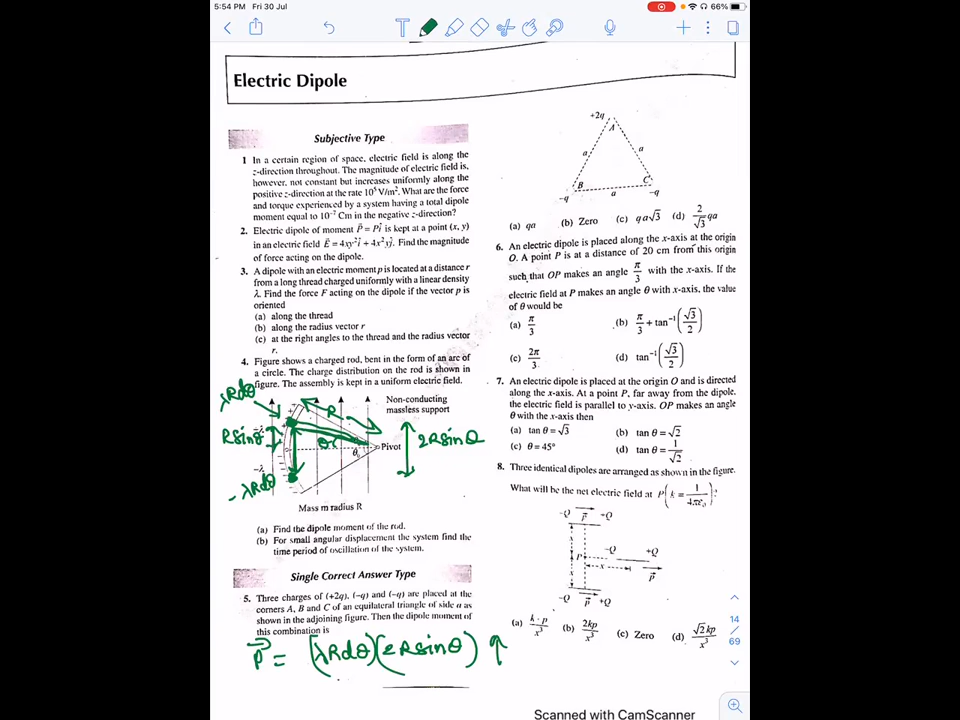 5:54 PM Fri 30 Jul
66%
Electric Dipole
Subjective Type
1 In a certain region of space, electric field is along the
z-direction throughout. The magnitude of electric field is,
however, not constant but increases uniformly along the
positive z-direction at the rate 10⁵ V/m². What are the force
and torque experienced by a system having a total dipole
moment equal to 10⁻⁷ Cm in the negative z-direction?
2. Electric dipole of moment P⃗ = Pî is kept at a point (x, y)
in an electric field E⃗ = 4xy²î + 4x²yĵ. Find the magnitude
of force acting on the dipole.
3. A dipole with an electric moment p is located at a distance r
from a long thread charged uniformly with a linear density
λ. Find the force F acting on the dipole if the vector p is
oriented
(a) along the thread
(b) along the radius vector r
(c) at the right angles to the thread and the radius vector
r.
4. Figure shows a charged rod, bent in the form of an arc of
a circle. The charge distribution on the rod is shown in
figure. The assembly is kept in a uniform electric field.
λRdθ
R
Non-conducting
massless support
Rsinθ
Pivot
2Rsinθ
θ₀
-λ
-λRdθ
Mass m radius R
(a) Find the dipole moment of the rod.
(b) For small angular displacement the system find the
time period of oscillation of the system.
Single Correct Answer Type
5. Three charges of (+2q), (-q) and (-q) are placed at the
corners A, B and C of an equilateral triangle of side a as
shown in the adjoining figure. Then the dipole moment of
this combination is
P⃗ = (λRdθ)(2Rsinθ) ↑
+2q
A
a
a
B
C
-q
a
-q
(a) qa (b) Zero (c) qa√3 (d) 2/√3 qa
6. An electric dipole is placed along the x-axis at the origin
O. A point P is at a distance of 20 cm from this origin
such that OP makes an angle π/3 with the x-axis. If the
electric field at P makes an angle θ with x-axis, the value
of θ would be
(a) π/3 (b) π/3 + tan⁻¹(√3/2)
(c) 2π/3 (d) tan⁻¹(√3/2)
7. An electric dipole is placed at the origin O and is directed
along the x-axis. At a point P, far away from the dipole,
the electric field is parallel to y-axis. OP makes an angle
θ with the x-axis then
(a) tan θ = √3 (b) tan θ = √2
(c) θ = 45° (d) tan θ = 1/√2
8. Three identical dipoles are arranged as shown in the figure.
What will be the net electric field at P(k = 1/4πε₀)?
-Q p⃗ +Q
x
P
-Q +Q
x
p⃗
x
-Q p⃗ +Q
(a) k·p/x³ (b) 2kp/x³ (c) Zero (d) √2kp/x³
14
/
69
Scanned with CamScanner